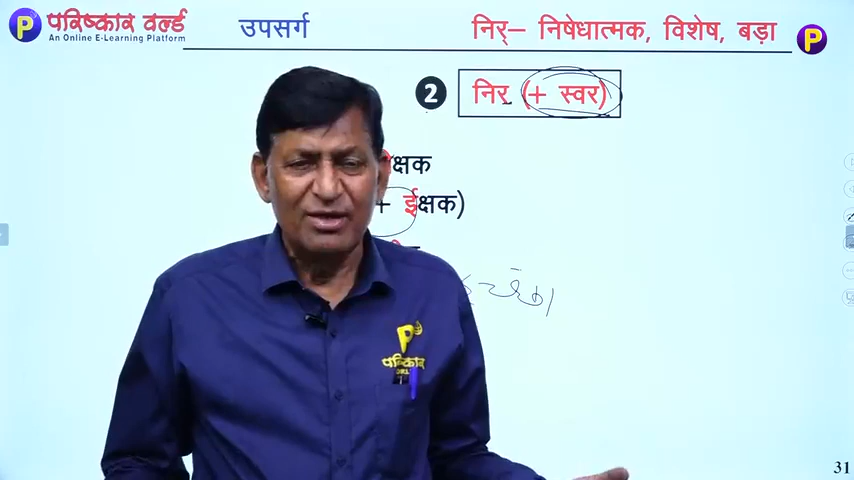 परिष्कार वर्ल्ड
An Online E-Learning Platform
उपसर्ग
निर्– निषेधात्मक, विशेष, बड़ा
2 निर (+ स्वर)
क्षक
+ ईक्षक)
परिष्कार
31